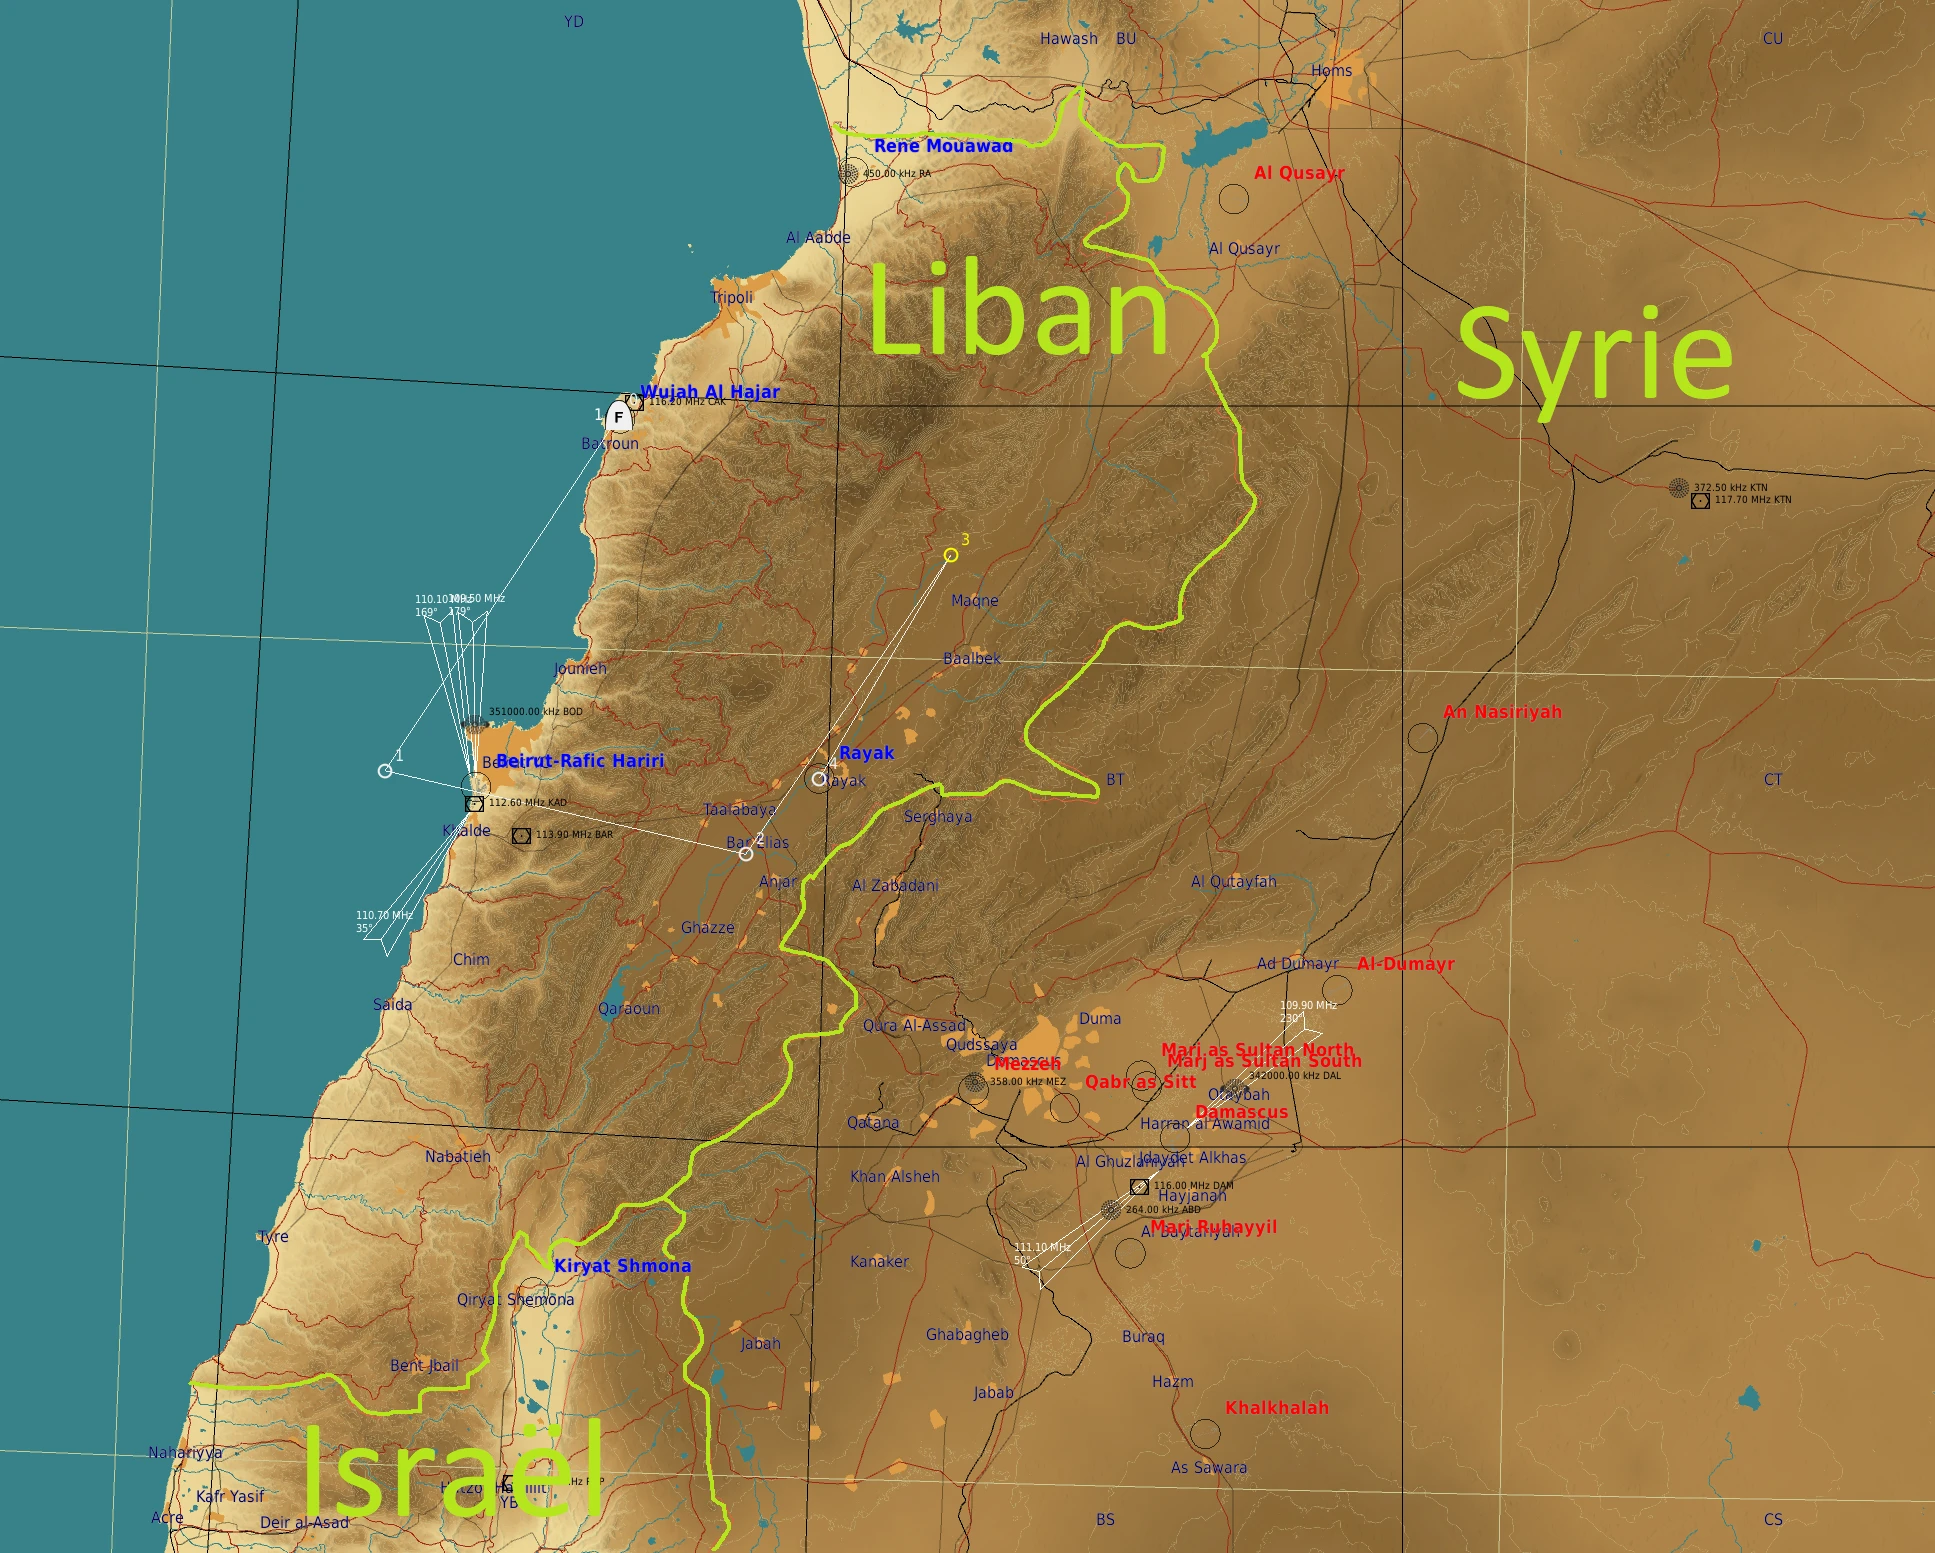 YD
Hawash
BU
CU
Homs
Rene Mouawad
450.00 kHz RA
Al Qusayr
Al Aabde
Al Qusayr
Tripoli
Liban
Syrie
Wujah Al Hajar
116.20 MHz CAK
1
F
Batroun
372.50 kHz KTN
117.70 MHz KTN
3
Maqne
110.10 MHz
169°
109.50 MHz
179°
Jounieh
Baalbek
351000.00 kHz BOD
An Nasiriyah
1
Beirut-Rafic Hariri
Rayak
4
Rayak
BT
CT
112.60 MHz KAD
Taalabaya
Serghaya
Khalde
113.90 MHz BAR
2
Bar Elias
Anjar
Al Zabadani
Al Qutayfah
110.70 MHz
35°
Ghazze
Chim
Ad Dumayr
Al-Dumayr
Saida
Qaraoun
109.90 MHz
230°
Qura Al-Assad
Duma
Qudssaya
Damascus
Mezzeh
Marj as Sultan North
Marj as Sultan South
358.00 kHz MEZ
Qabr as Sitt
342000.00 kHz DAL
Otaybah
Damascus
Qatana
Harran al Awamid
Nabatieh
Al Ghuzlaniyah
Jdaydet Alkhas
Khan Alsheh
116.00 MHz DAM
Hayjanah
264.00 kHz ABD
Marj Ruhayyil
Al Baytariyah
Tyre
111.10 MHz
50°
Kiryat Shmona
Kanaker
Qiryat Shemona
Jabah
Ghabagheb
Buraq
Bent Jbail
Hazm
Jabab
Khalkhalah
Israël
Nahariyya
As Sawara
Kafr Yasif
Acre
Deir al-Asad
BS
CS